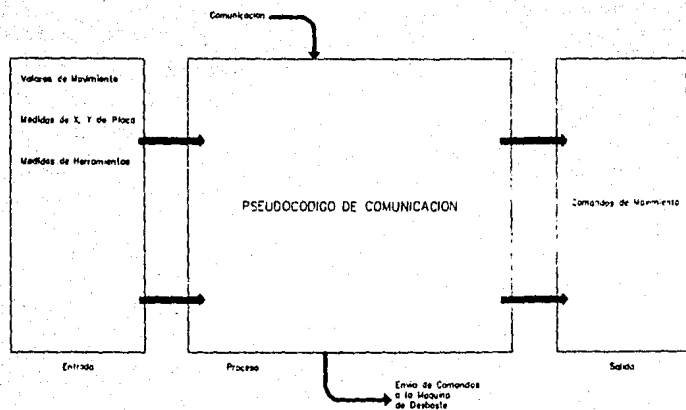 Comunicacion
Valores de Movimiento
Medidas de X, Y de Placa
Medidas de Herramientas
PSEUDOCODIGO DE COMUNICACION
Comandos de Movimiento
Entrada
Proceso
Salida
Envio de Comandos
a la Maquina
de Desbaste